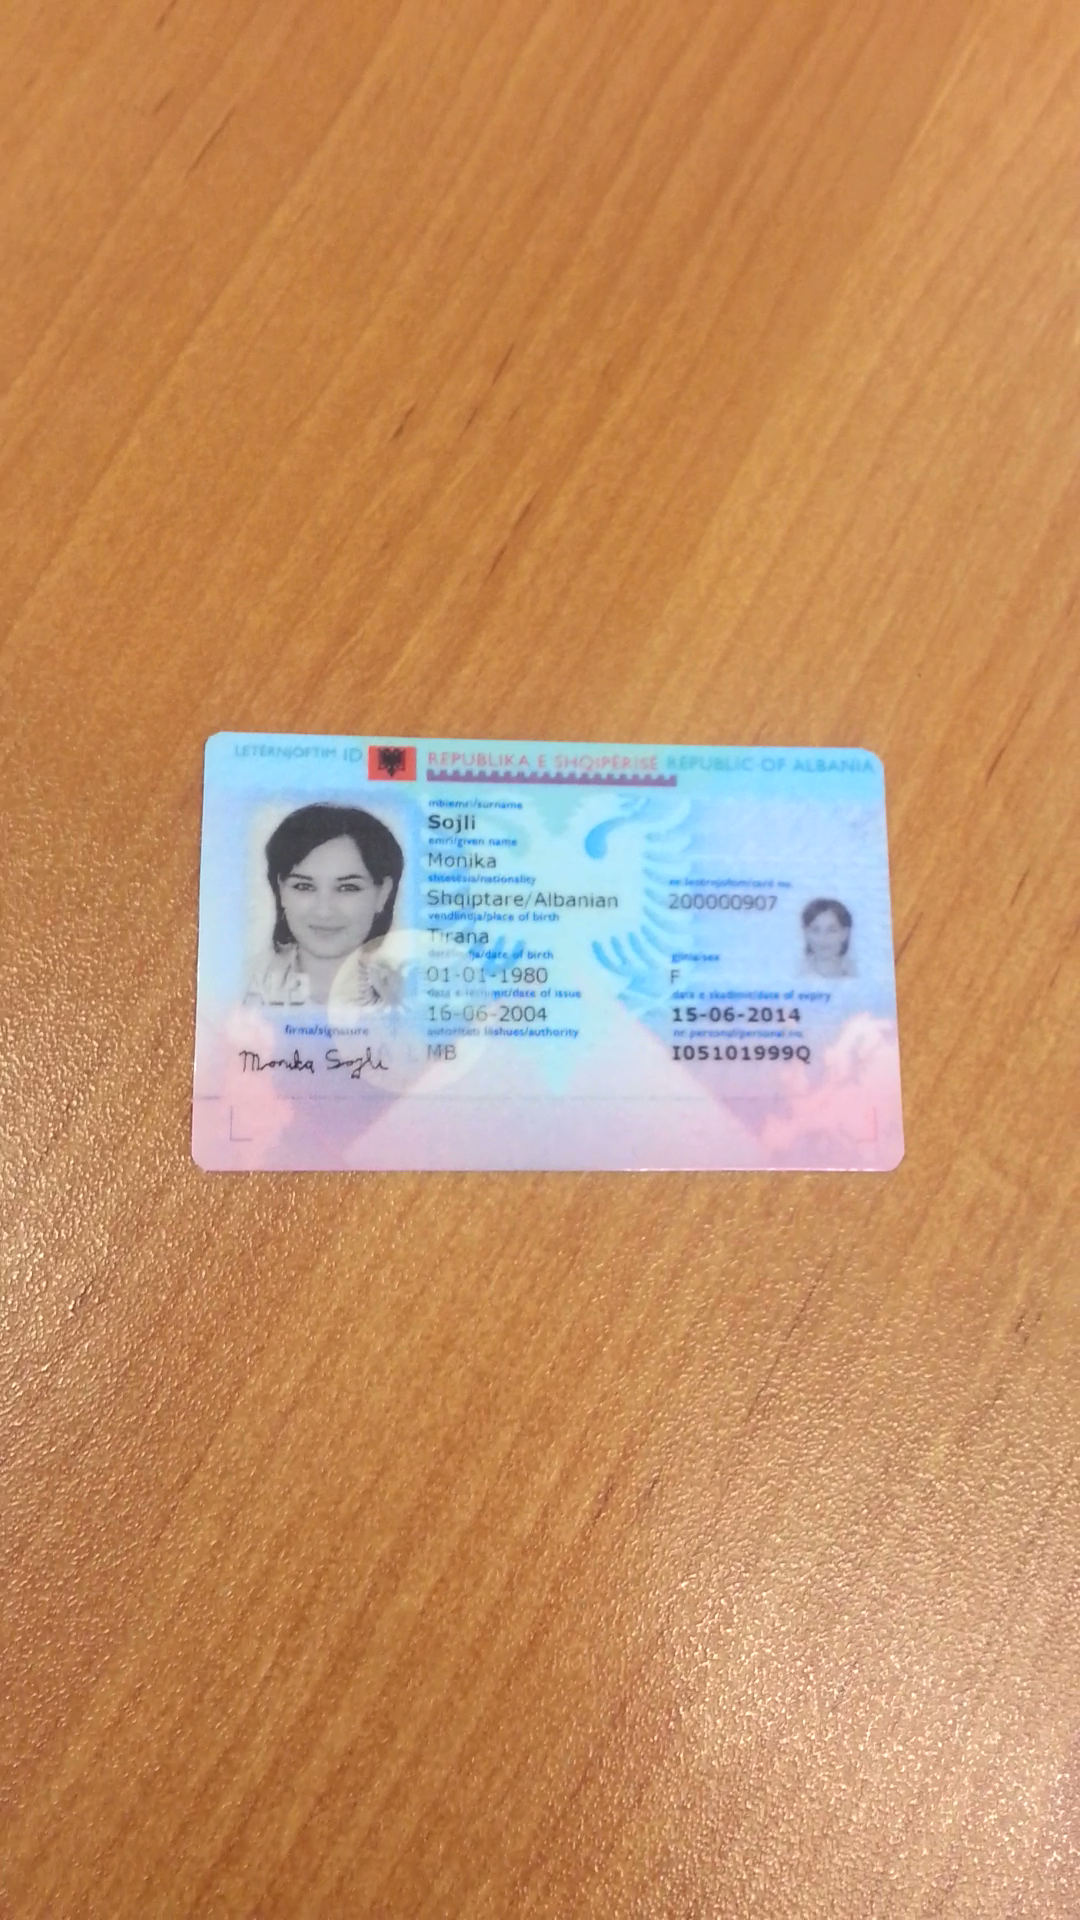 LETËRNJOFTIM ID REPUBLIKA E SHQIPËRISË REPUBLIC OF ALBANIA
mbiemri/surname
Sojli
emri/given name
Monika
shtetësia/nationality
Shqiptare/Albanian
nr. letërnjoftim/card no.
200000907
vendlindja/place of birth
Tirana
datëlindja/date of birth
01-01-1980
gjinia/sex
F
data e lëshimit/date of issue
16-06-2004
data e skadimit/date of expiry
15-06-2014
autoriteti lëshues/authority
MB
nr. personal/personal no.
I05101999Q
ALB
firma/signature
Monika Sojli